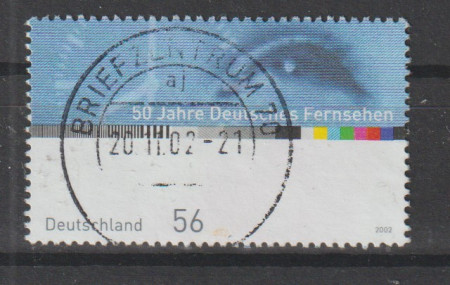 BRIEFZENTRUM 70
aj
50 Jahre Deutsches Fernsehen
20.11.02-21
Deutschland 56 2002